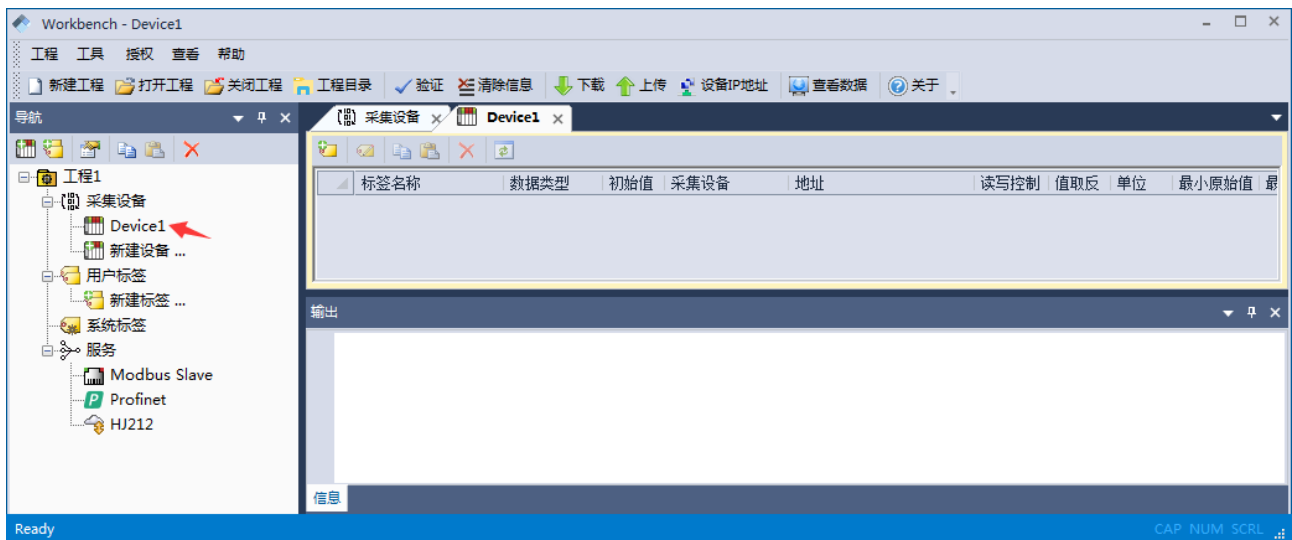 Workbench - Device1
工程 工具 授权 查看 帮助
新建工程 打开工程 关闭工程 工程目录 验证 清除信息 下载 上传 设备IP地址 查看数据 关于
导航
采集设备 Device1
工程1
采集设备
Device1
新建设备 ...
用户标签
新建标签 ...
系统标签
服务
Modbus Slave
Profinet
HJ212
标签名称 数据类型 初始值 采集设备 地址 读写控制 值取反 单位 最小原始值 最
输出
信息
Ready
CAP NUM SCRL